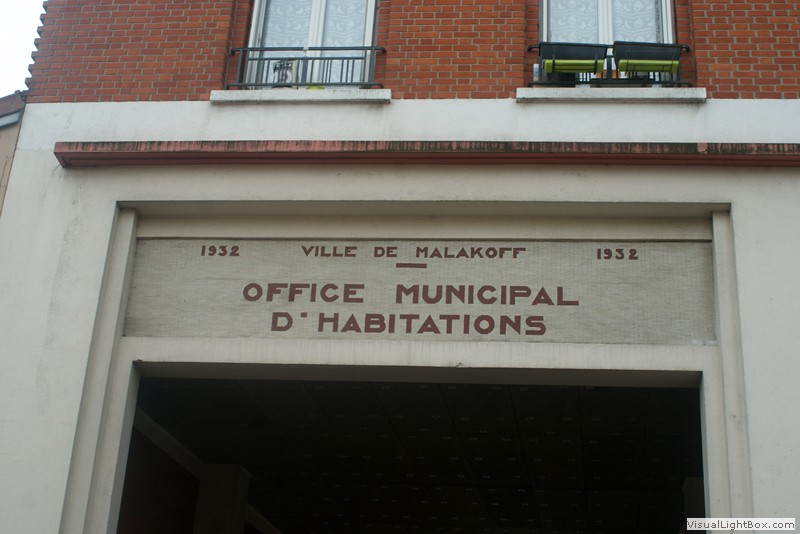 1932 VILLE DE MALAKOFF 1932
OFFICE MUNICIPAL
D'HABITATIONS
VisualLightBox.com